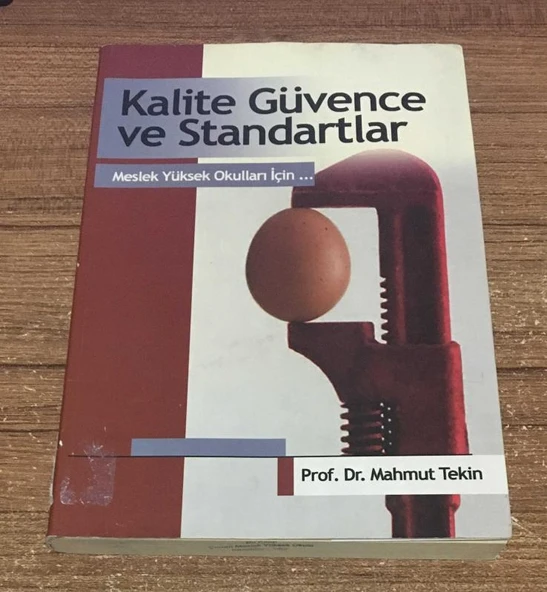 Kalite Güvence
ve Standartlar
Meslek Yüksek Okulları İçin ...
Prof. Dr. Mahmut Tekin